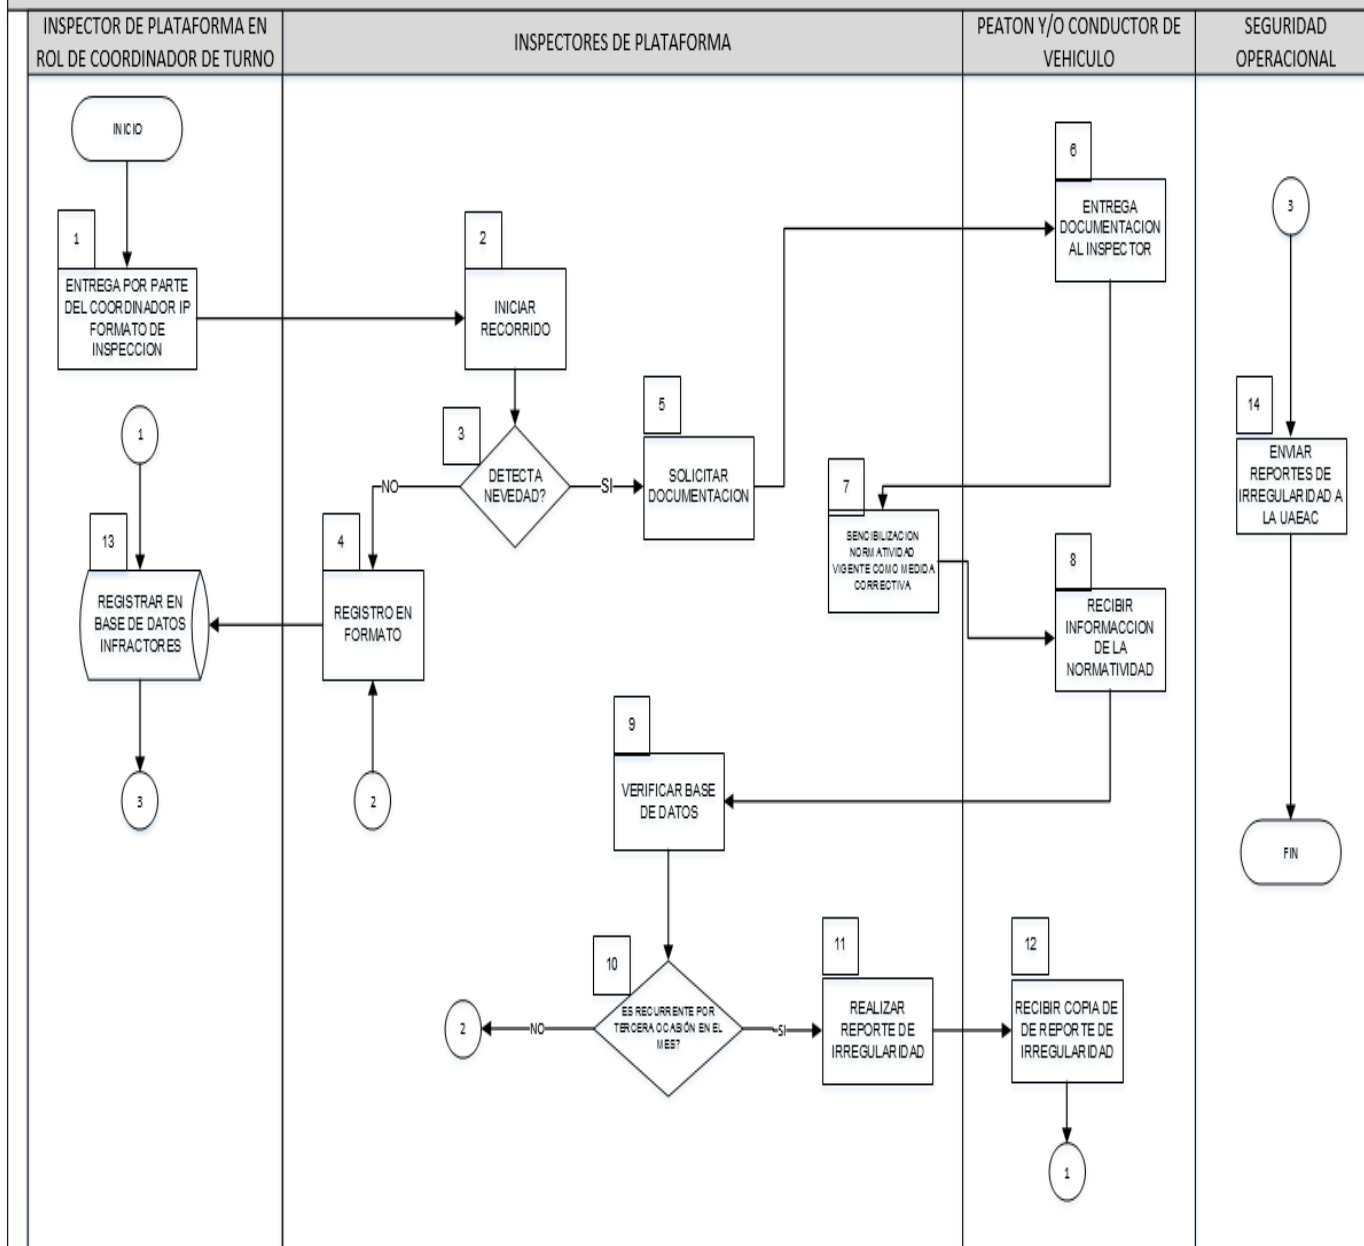 INSPECTOR DE PLATAFORMA EN
ROL DE COORDINADOR DE TURNO
INSPECTORES DE PLATAFORMA
PEATON Y/O CONDUCTOR DE
VEHICULO
SEGURIDAD
OPERACIONAL
INICIO
1
ENTREGA POR PARTE
DEL COORDINADOR IP
FORMATO DE
INSPECCION
2
INICIAR
RECORRIDO
3
DETECTA
NEVEDAD?
NO
SI
4
REGISTRO EN
FORMATO
2
5
SOLICITAR
DOCUMENTACION
6
ENTREGA
DOCUMENTACION
AL INSPECTOR
7
SENCIBILIZACION
NORMATIVIDAD
VIGENTE COMO MEDIDA
CORRECTIVA
8
RECIBIR
INFORMACCION
DE LA
NORMATIVIDAD
9
VERIFICAR BASE
DE DATOS
10
ES RECURRENTE POR
TERCERA OCASIÓN EN EL
MES?
NO
2
SI
11
REALIZAR
REPORTE DE
IRREGULARIDAD
12
RECIBIR COPIA DE
DE REPORTE DE
IRREGULARIDAD
1
1
13
REGISTRAR EN
BASE DE DATOS
INFRACTORES
3
3
14
ENVIAR
REPORTES DE
IRREGULARIDAD A
LA UAEAC
FIN